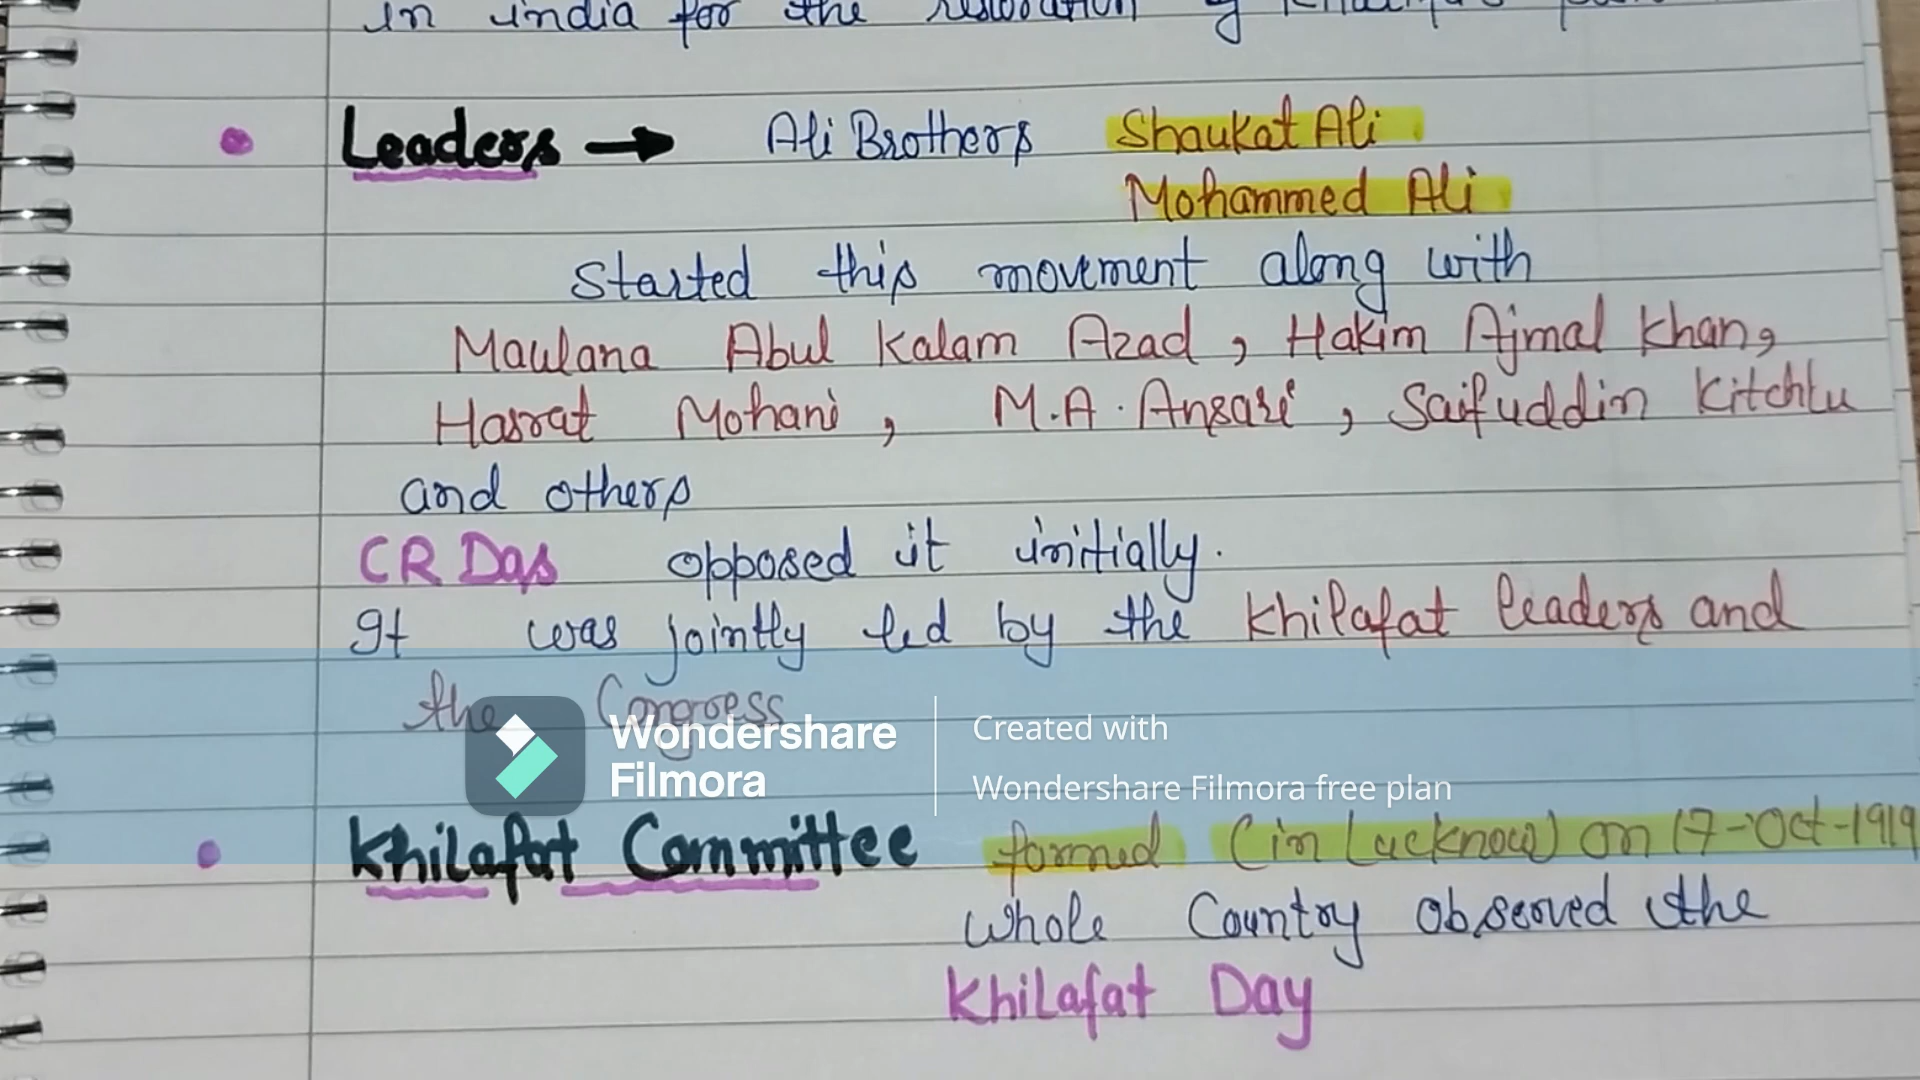 in india for the restoration of
Leaders → Ali Brothers Shaukat Ali
Mohammed Ali
Started this movement along with
Maulana Abul Kalam Azad, Hakim Ajmal Khan,
Hasrat Mohani, M.A. Ansari, Saifuddin Kitchlu
and others
CR Das opposed it initially.
It was jointly led by the Khilafat leaders and
the Congress
Wondershare Filmora
Created with
Wondershare Filmora free plan
Khilafat Committee formed (in Lucknow) on 17-Oct-1919
Whole Country observed the
Khilafat Day